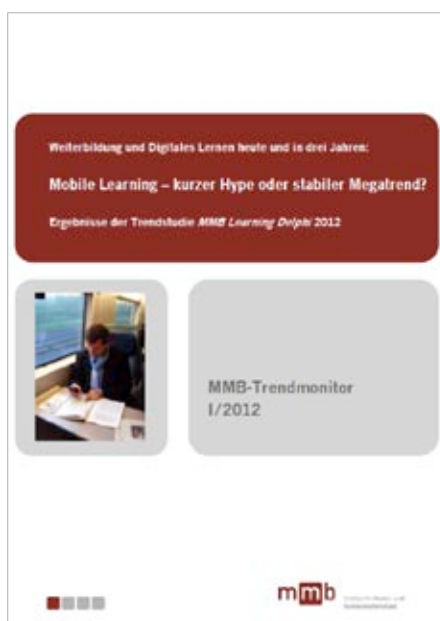 Weiterbildung und Digitales Lernen heute und in drei Jahren:
Mobile Learning – kurzer Hype oder stabiler Megatrend?
Ergebnisse der Trendstudie MMB Learning Delphi 2012
MMB-Trendmonitor
I/2012
mmb